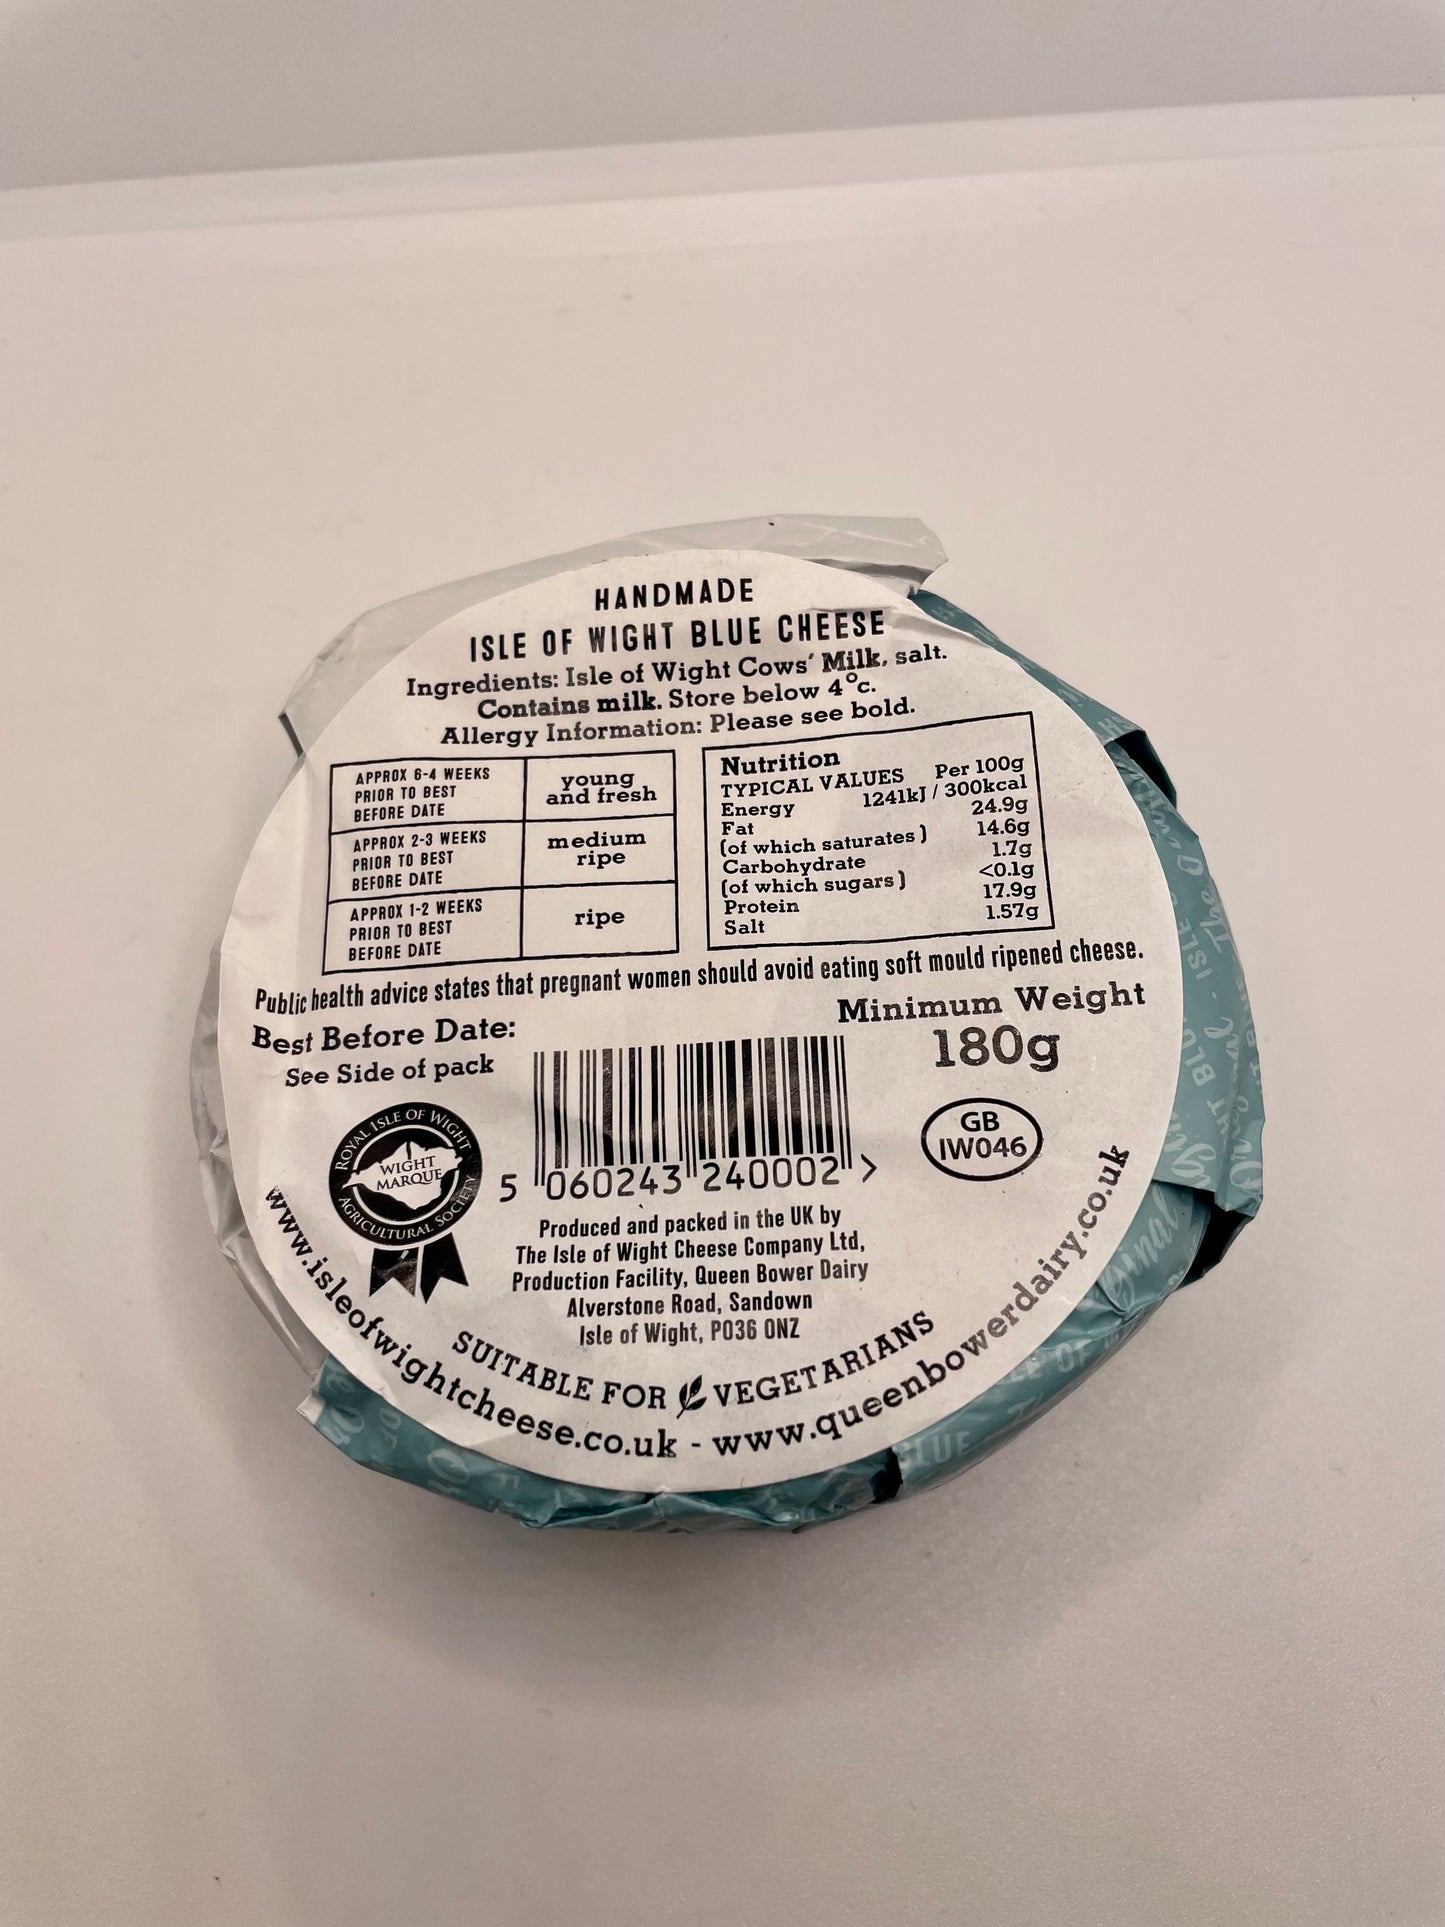 HANDMADE
ISLE OF WIGHT BLUE CHEESE
Ingredients: Isle of Wight Cows' Milk, salt.
Contains milk. Store below 4°c.
Allergy Information: Please see bold.
APPROX 6-4 WEEKS
PRIOR TO BEST
BEFORE DATE
young
and fresh
APPROX 2-3 WEEKS
PRIOR TO BEST
BEFORE DATE
medium
ripe
APPROX 1-2 WEEKS
PRIOR TO BEST
BEFORE DATE
ripe
Nutrition
TYPICAL VALUES Per 100g
Energy 1241kJ / 300kcal
Fat 24.9g
(of which saturates) 14.6g
Carbohydrate 1.7g
(of which sugars) <0.1g
Protein 17.9g
Salt 1.57g
Public health advice states that pregnant women should avoid eating soft mould ripened cheese.
Best Before Date:
See Side of pack
Minimum Weight
180g
ROYAL ISLE OF WIGHT
WIGHT
MARQUE
AGRICULTURAL SOCIETY
5 060243 240002 >
GB
IW046
Produced and packed in the UK by
The Isle of Wight Cheese Company Ltd,
Production Facility, Queen Bower Dairy
Alverstone Road, Sandown
Isle of Wight, PO36 0NZ
SUITABLE FOR VEGETARIANS
www.isleofwightcheese.co.uk - www.queenbowerdairy.co.uk